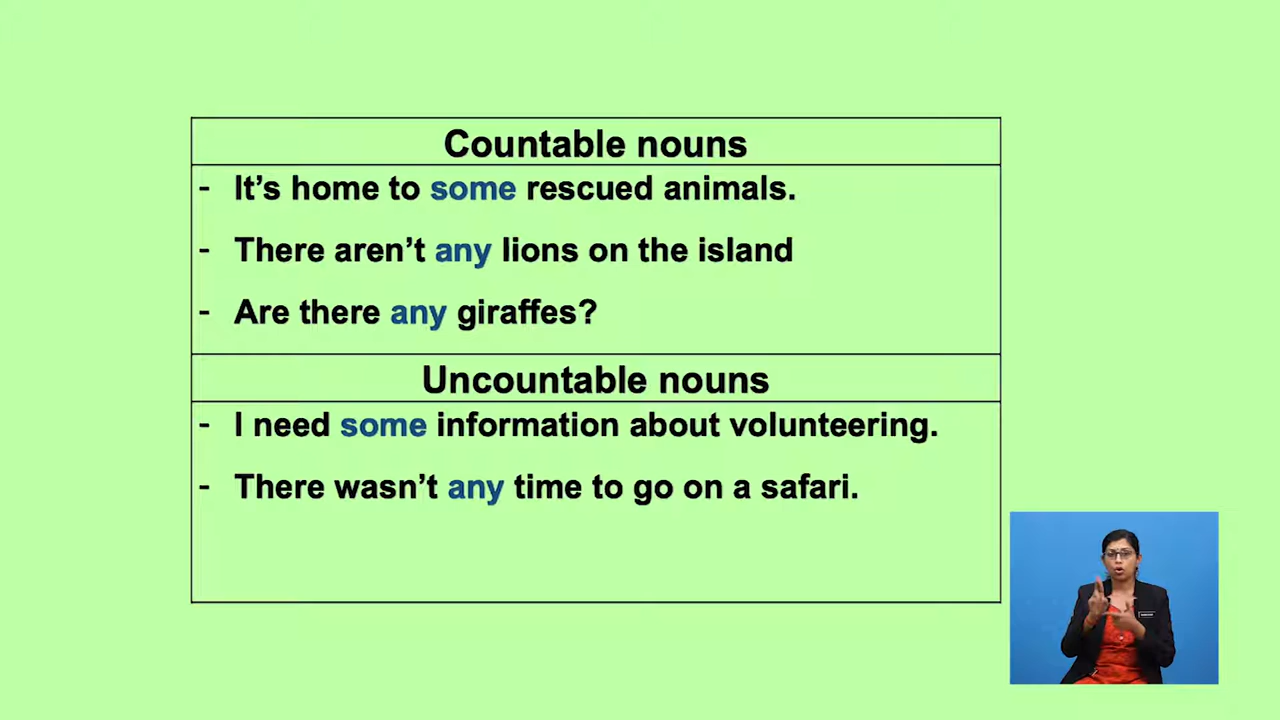 Countable nouns
- It's home to some rescued animals.
- There aren't any lions on the island
- Are there any giraffes?
Uncountable nouns
- I need some information about volunteering.
- There wasn't any time to go on a safari.